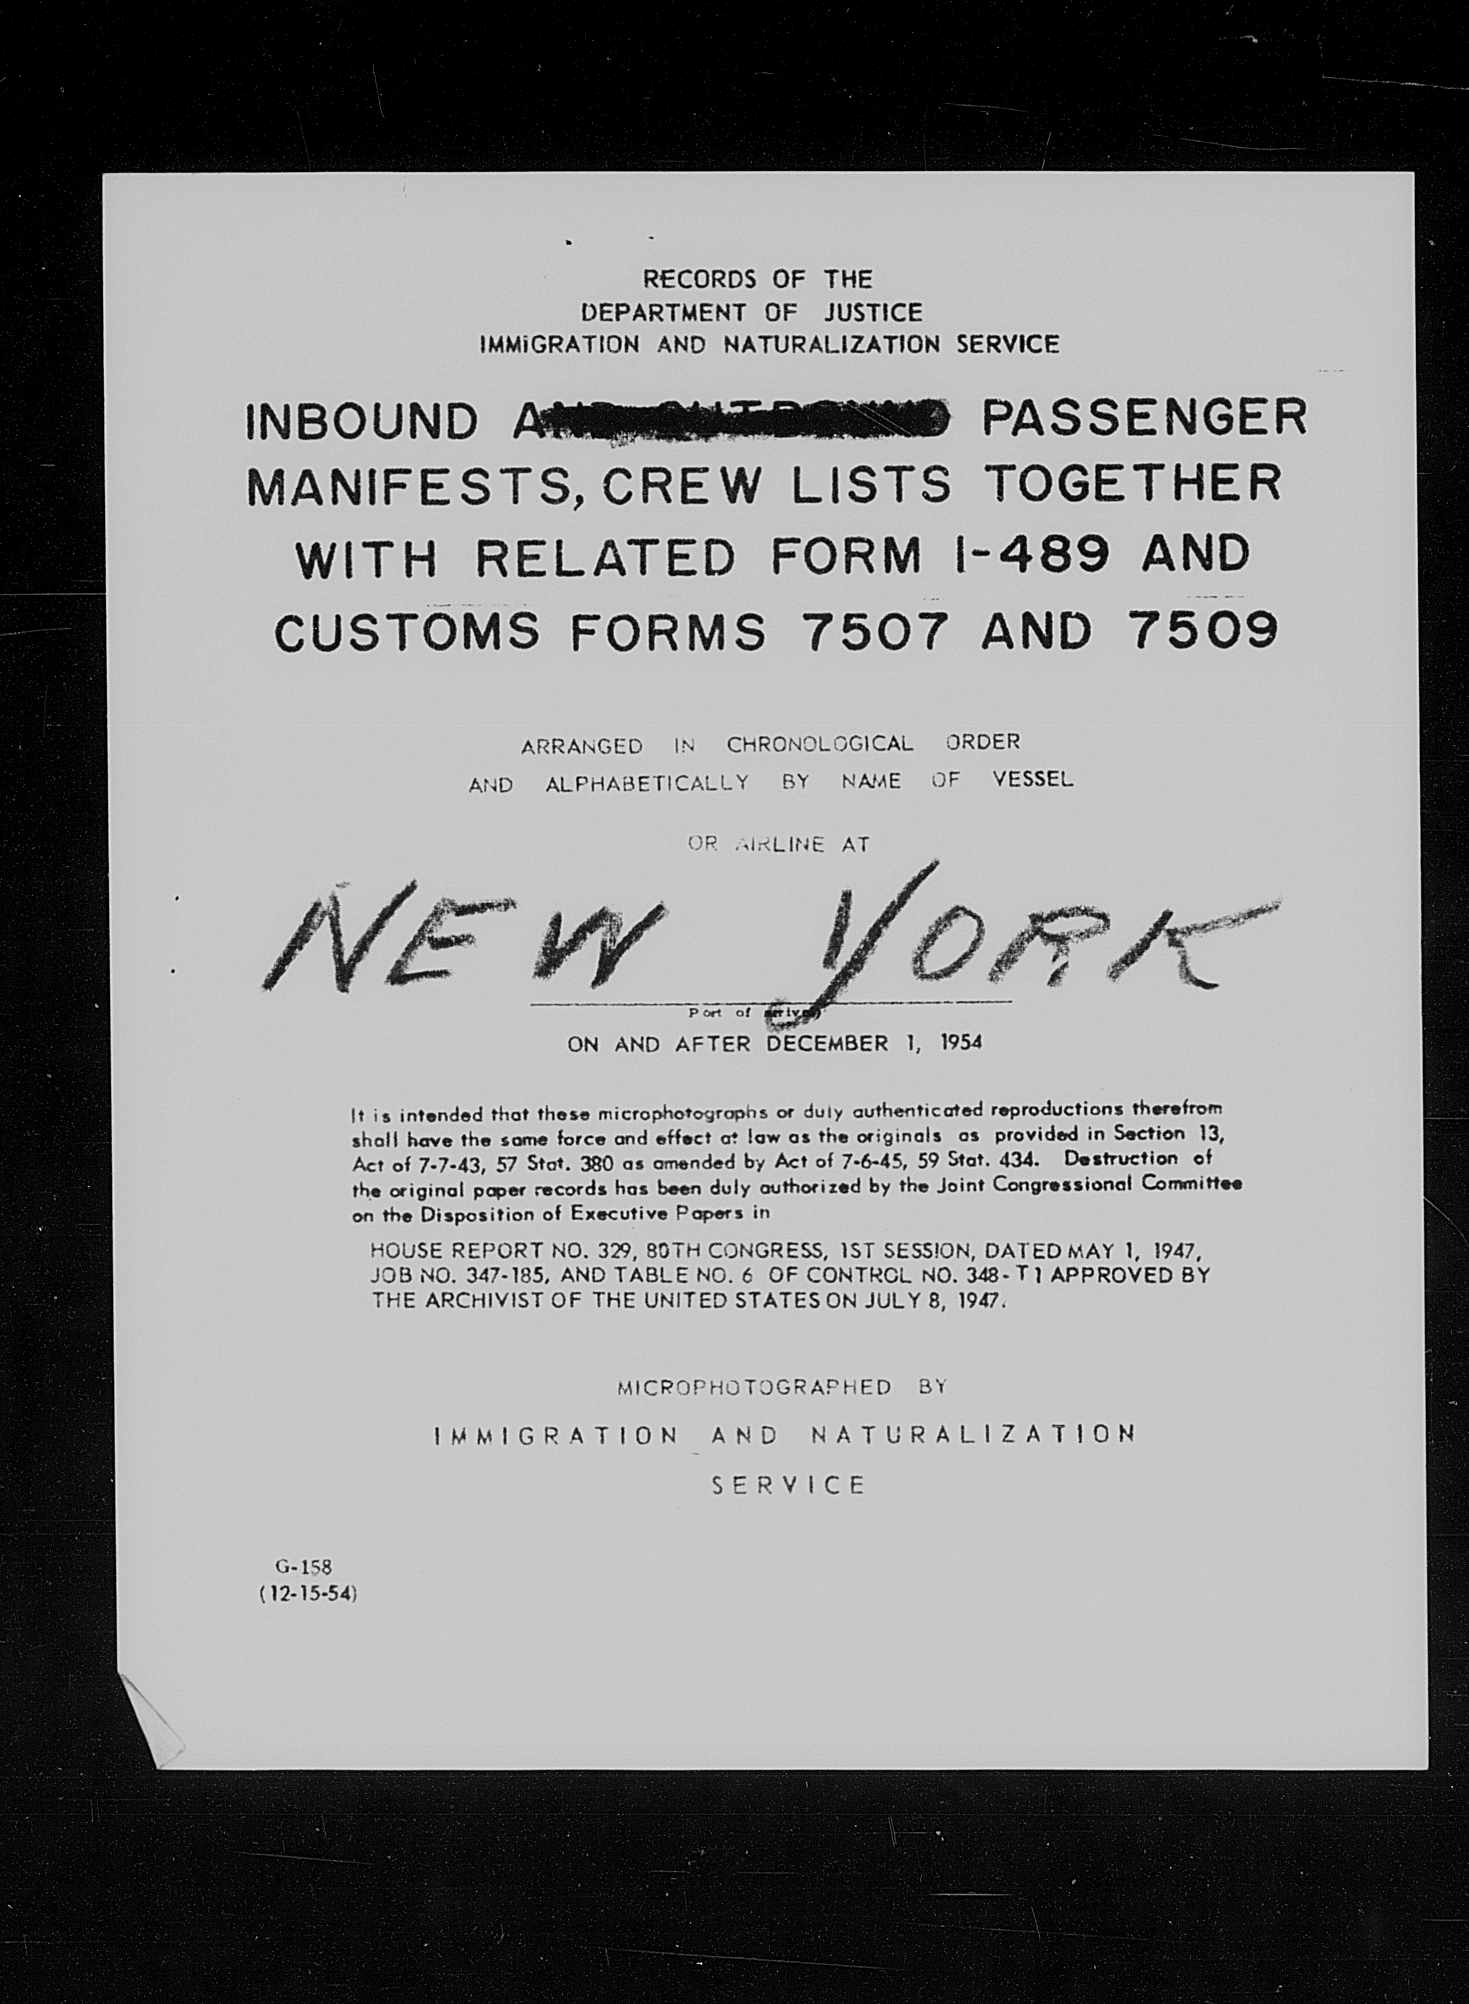 RECORDS OF THE
DEPARTMENT OF JUSTICE
IMMIGRATION AND NATURALIZATION SERVICE
INBOUND AND OUTBOUND PASSENGER
MANIFESTS, CREW LISTS TOGETHER
WITH RELATED FORM I-489 AND
CUSTOMS FORMS 7507 AND 7509
ARRANGED IN CHRONOLOGICAL ORDER
AND ALPHABETICALLY BY NAME OF VESSEL
OR AIRLINE AT
NEW YORK
Port of arrival
ON AND AFTER DECEMBER 1, 1954
It is intended that these microphotographs or duly authenticated reproductions therefrom
shall have the same force and effect at law as the originals as provided in Section 13,
Act of 7-7-43, 57 Stat. 380 as amended by Act of 7-6-45, 59 Stat. 434. Destruction of
the original paper records has been duly authorized by the Joint Congressional Committee
on the Disposition of Executive Papers in
HOUSE REPORT NO. 329, 80TH CONGRESS, 1ST SESSION, DATED MAY 1, 1947,
JOB NO. 347-185, AND TABLE NO. 6 OF CONTROL NO. 348-T1 APPROVED BY
THE ARCHIVIST OF THE UNITED STATES ON JULY 8, 1947.
MICROPHOTOGRAPHED BY
IMMIGRATION AND NATURALIZATION
SERVICE
G-158
(12-15-54)